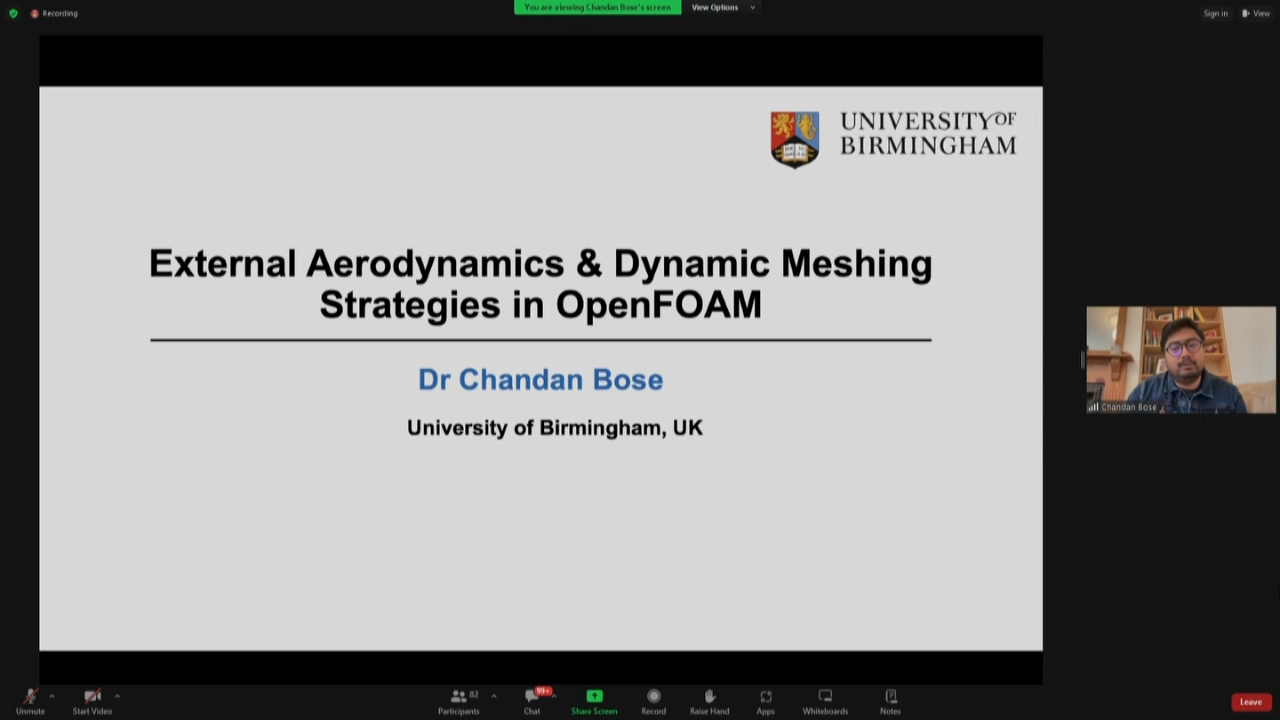 Recording
You are viewing Chandan Bose's screen
View Options
Sign in
View
UNIVERSITY OF
BIRMINGHAM
External Aerodynamics & Dynamic Meshing
Strategies in OpenFOAM
Dr Chandan Bose
University of Birmingham, UK
Chandan Bose
Unmute
Start Video
82
Participants
99+
Chat
Share Screen
Record
Raise Hand
Apps
Whiteboards
Notes
Leave